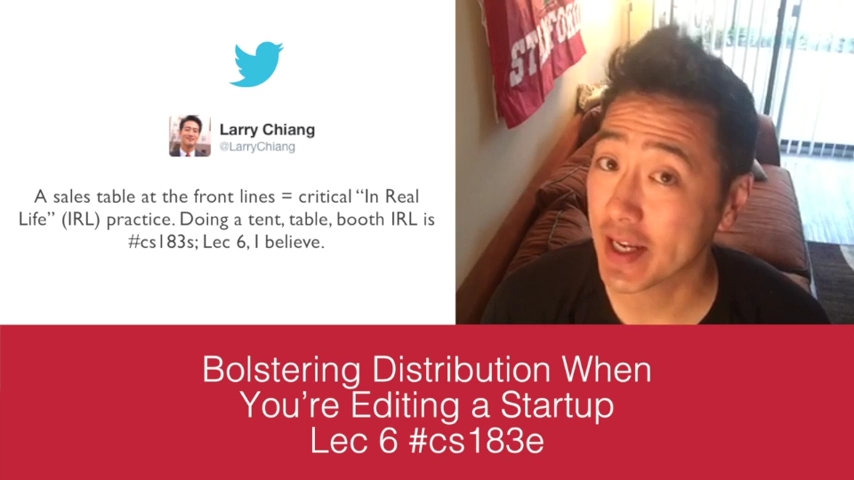 Larry Chiang
@LarryChiang
A sales table at the front lines = critical “In Real
Life” (IRL) practice. Doing a tent, table, booth IRL is
#cs183s; Lec 6, I believe.
STANFORD
Bolstering Distribution When
You’re Editing a Startup
Lec 6 #cs183e